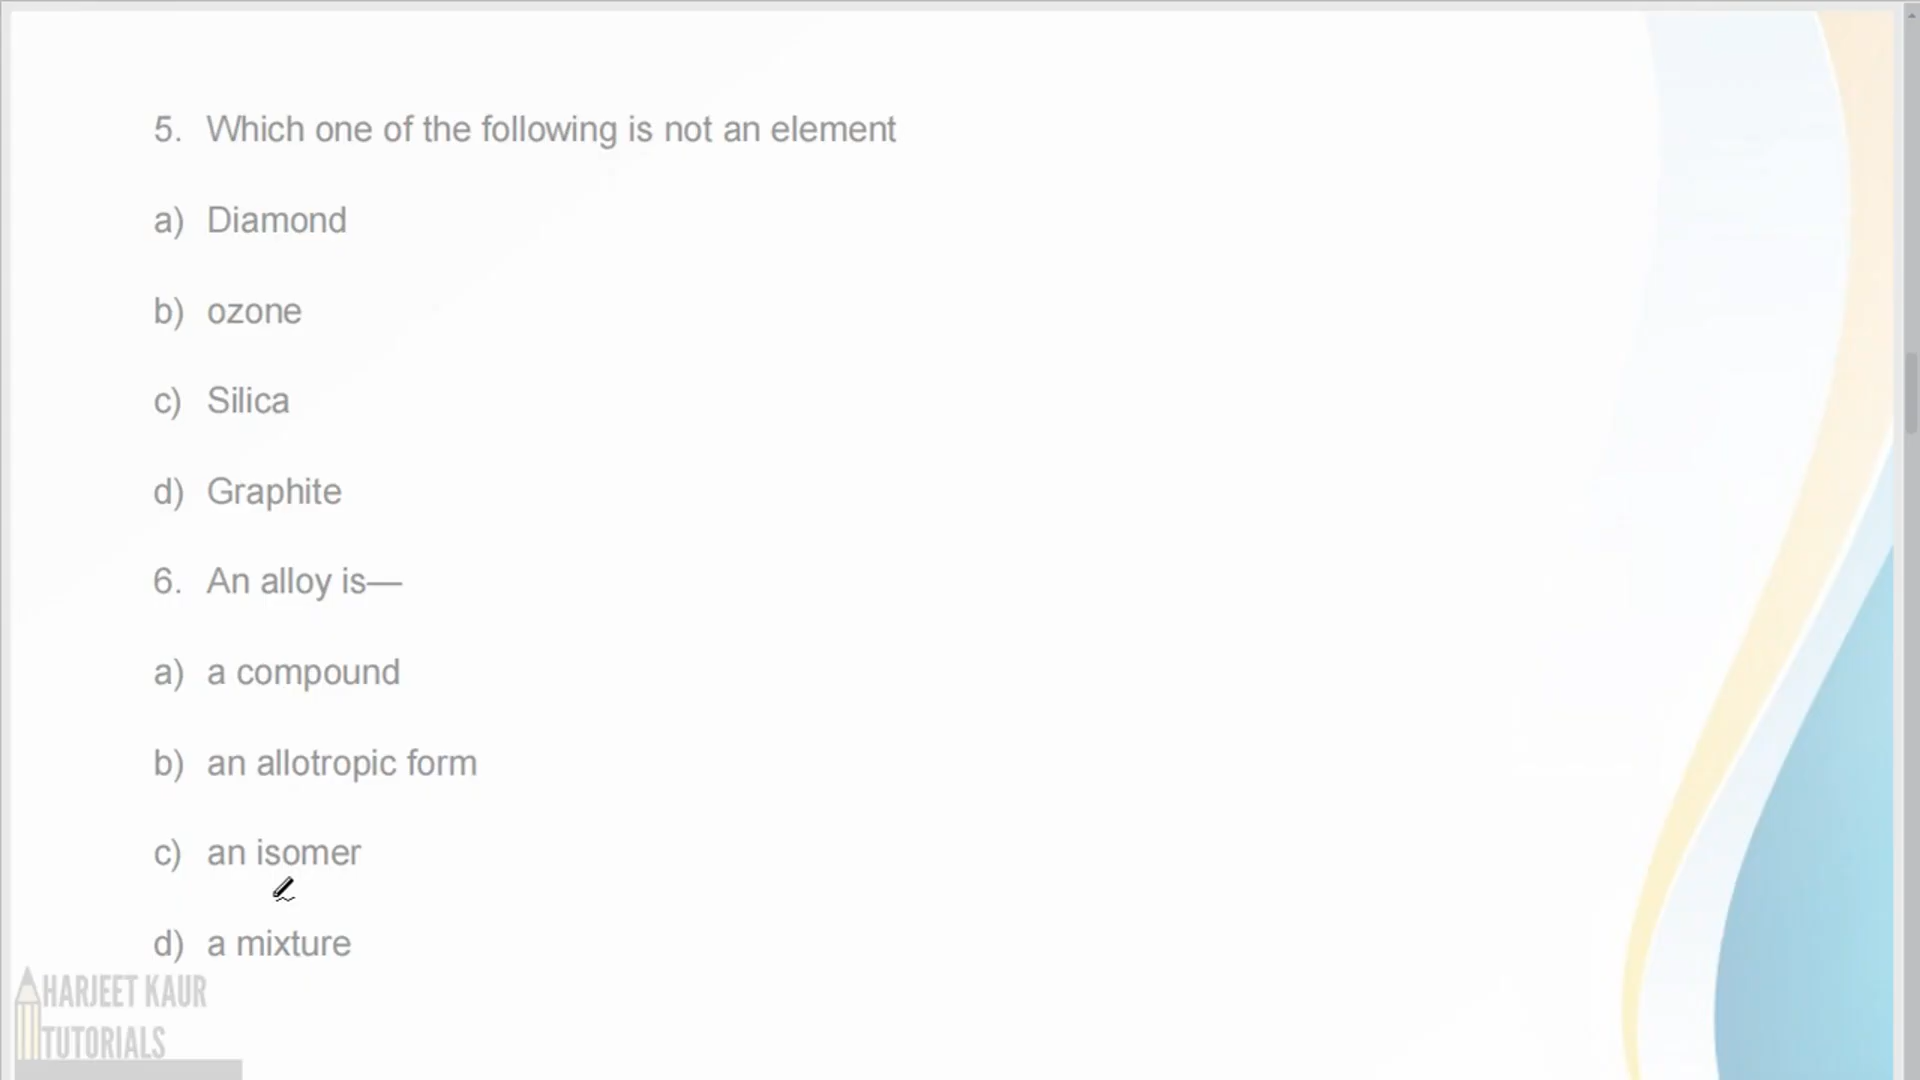 5. Which one of the following is not an element
a) Diamond
b) ozone
c) Silica
d) Graphite
6. An alloy is—
a) a compound
b) an allotropic form
c) an isomer
d) a mixture
HARJEET KAUR
TUTORIALS